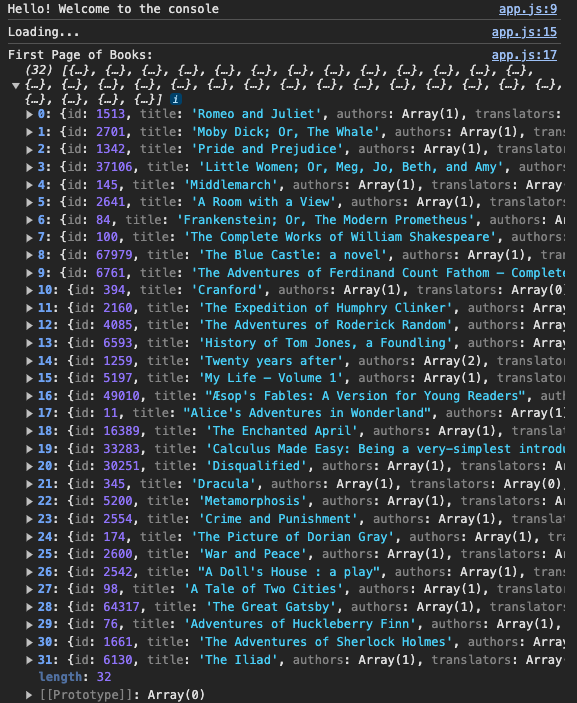 Hello! Welcome to the console app.js:9
Loading... app.js:15
First Page of Books: app.js:17
(32) [{…}, {…}, {…}, {…}, {…}, {…}, {…}, {…}, {…}, {…}, {…}, {…}, {…},
{…}, {…}, {…}, {…}, {…}, {…}, {…}, {…}, {…}, {…}, {…}, {…}, {…}, {…}, {…},
{…}, {…}, {…}, {…}] i
0: {id: 1513, title: 'Romeo and Juliet', authors: Array(1), translators:
1: {id: 2701, title: 'Moby Dick; Or, The Whale', authors: Array(1), trans
2: {id: 1342, title: 'Pride and Prejudice', authors: Array(1), translator
3: {id: 37106, title: 'Little Women; Or, Meg, Jo, Beth, and Amy', authors
4: {id: 145, title: 'Middlemarch', authors: Array(1), translators: Array(
5: {id: 2641, title: 'A Room with a View', authors: Array(1), translators
6: {id: 84, title: 'Frankenstein; Or, The Modern Prometheus', authors: Ar
7: {id: 100, title: 'The Complete Works of William Shakespeare', authors:
8: {id: 67979, title: 'The Blue Castle: a novel', authors: Array(1), tran
9: {id: 6761, title: 'The Adventures of Ferdinand Count Fathom — Complete
10: {id: 394, title: 'Cranford', authors: Array(1), translators: Array(0)
11: {id: 2160, title: 'The Expedition of Humphry Clinker', authors: Array
12: {id: 4085, title: 'The Adventures of Roderick Random', authors: Array
13: {id: 6593, title: 'History of Tom Jones, a Foundling', authors: Array
14: {id: 1259, title: 'Twenty years after', authors: Array(2), translator
15: {id: 5197, title: 'My Life — Volume 1', authors: Array(1), translator
16: {id: 49010, title: "Æsop's Fables: A Version for Young Readers", auth
17: {id: 11, title: "Alice's Adventures in Wonderland", authors: Array(1)
18: {id: 16389, title: 'The Enchanted April', authors: Array(1), translat
19: {id: 33283, title: 'Calculus Made Easy: Being a very-simplest introdu
20: {id: 30251, title: 'Disqualified', authors: Array(1), translators: Ar
21: {id: 345, title: 'Dracula', authors: Array(1), translators: Array(0),
22: {id: 5200, title: 'Metamorphosis', authors: Array(1), translators: Ar
23: {id: 2554, title: 'Crime and Punishment', authors: Array(1), translat
24: {id: 174, title: 'The Picture of Dorian Gray', authors: Array(1), tra
25: {id: 2600, title: 'War and Peace', authors: Array(1), translators: Ar
26: {id: 2542, title: "A Doll's House : a play", authors: Array(1), trans
27: {id: 98, title: 'A Tale of Two Cities', authors: Array(1), translator
28: {id: 64317, title: 'The Great Gatsby', authors: Array(1), translators
29: {id: 76, title: 'Adventures of Huckleberry Finn', authors: Array(1),
30: {id: 1661, title: 'The Adventures of Sherlock Holmes', authors: Array
31: {id: 6130, title: 'The Iliad', authors: Array(1), translators: Array(
length: 32
[[Prototype]]: Array(0)